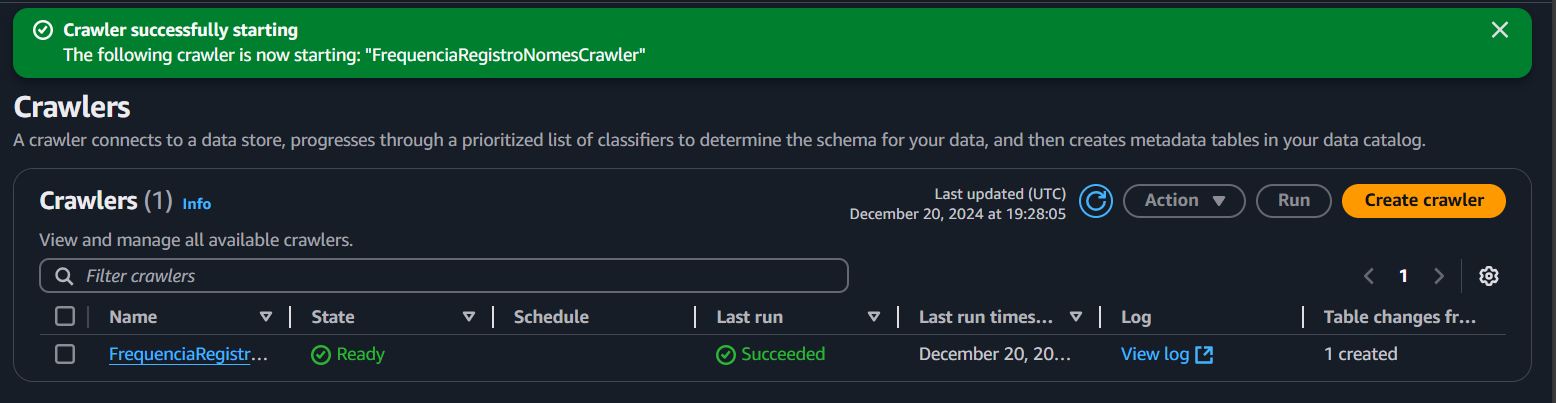 Crawler successfully starting
The following crawler is now starting: "FrequenciaRegistroNomesCrawler"
Crawlers
A crawler connects to a data store, progresses through a prioritized list of classifiers to determine the schema for your data, and then creates metadata tables in your data catalog.
Crawlers (1) Info
Last updated (UTC)
December 20, 2024 at 19:28:05
Action
Run
Create crawler
View and manage all available crawlers.
Filter crawlers
1
Name State Schedule Last run Last run times... Log Table changes fr...
FrequenciaRegistr... Ready Succeeded December 20, 20... View log 1 created